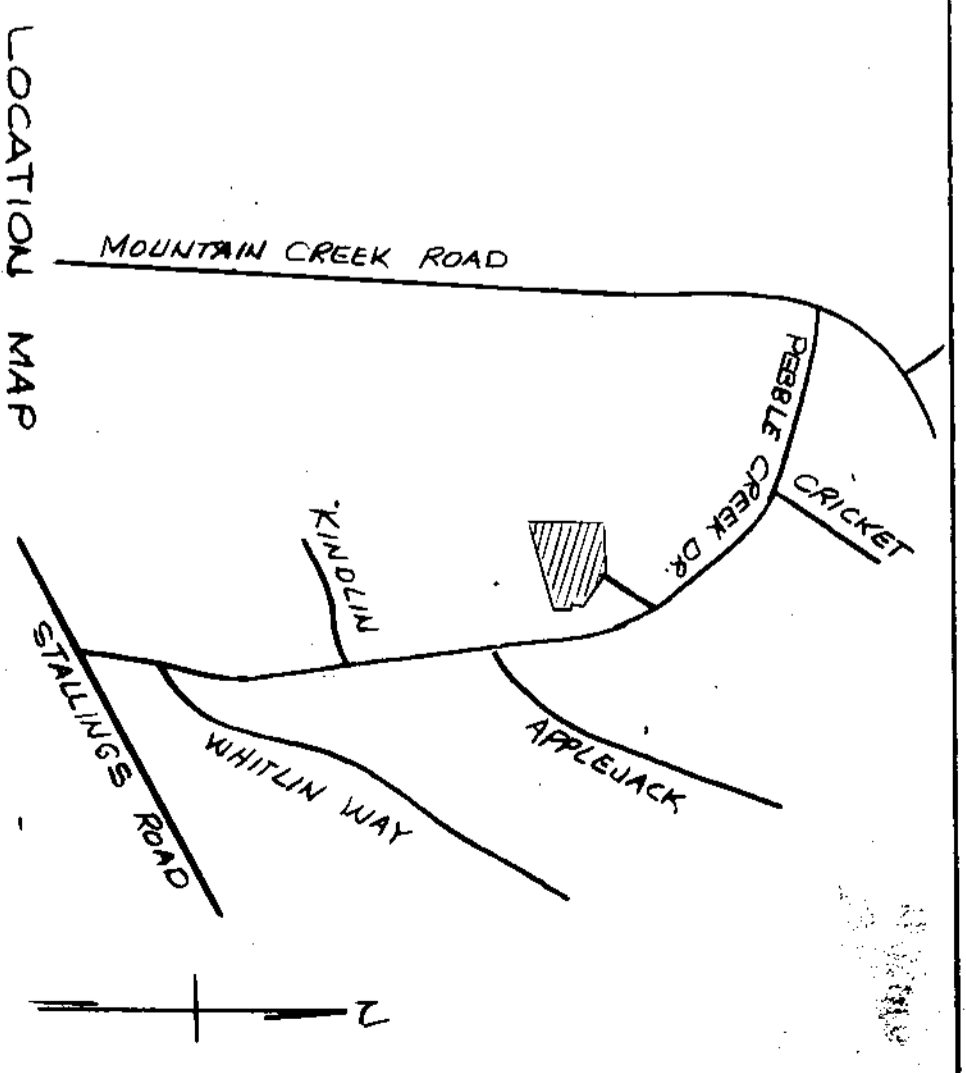 LOCATION MAP
MOUNTAIN CREEK ROAD
PEBBLE CREEK DR.
CRICKET
KINDLIN
APPLEJACK
WHITLIN WAY
STALLINGS ROAD
N